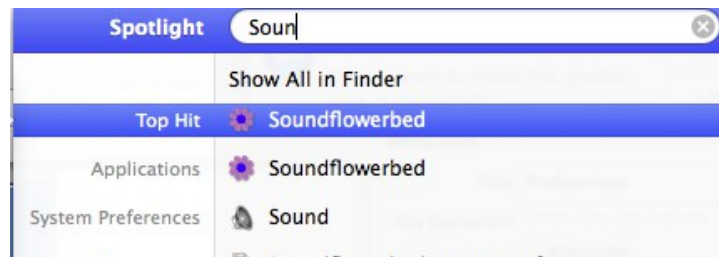 Spotlight Soun
Show All in Finder
Top Hit Soundflowerbed
Applications Soundflowerbed
System Preferences Sound